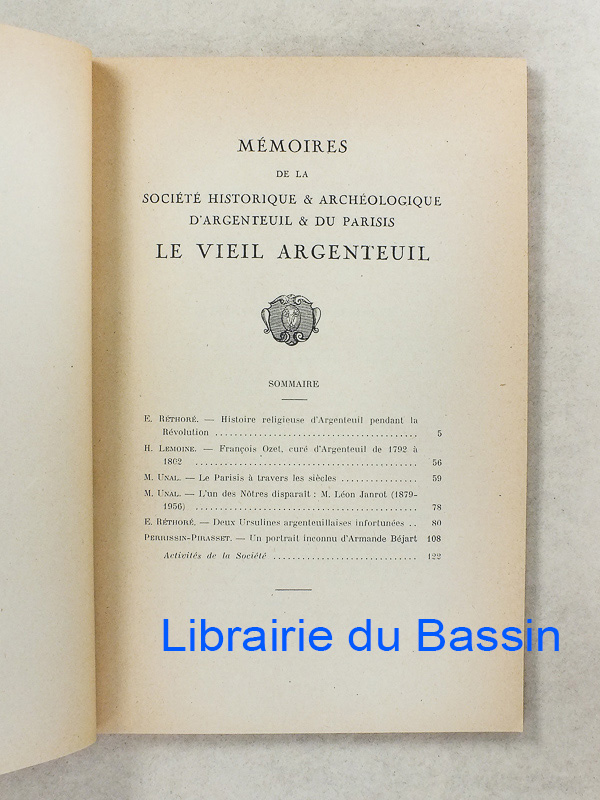 MÉMOIRES
DE LA
SOCIÉTÉ HISTORIQUE & ARCHÉOLOGIQUE
D'ARGENTEUIL & DU PARISIS
LE VIEIL ARGENTEUIL
SOMMAIRE
E. RÉTHORÉ. — Histoire religieuse d'Argenteuil pendant la
Révolution ........................................ 5
H. LEMOINE. — François Ozet, curé d'Argenteuil de 1792 à
1802 ........................................ 56
M. UNAL. — Le Parisis à travers les siècles ............... 59
M. UNAL. — L'un des Nôtres disparaît : M. Léon Janrot (1879-
1956) ........................................ 78
E. RÉTHORÉ. — Deux Ursulines argenteuillaises infortunées .. 80
PERRISSIN-PIRASSET. — Un portrait inconnu d'Armande Béjart 108
Activités de la Société ............................ 122
Librairie du Bassin